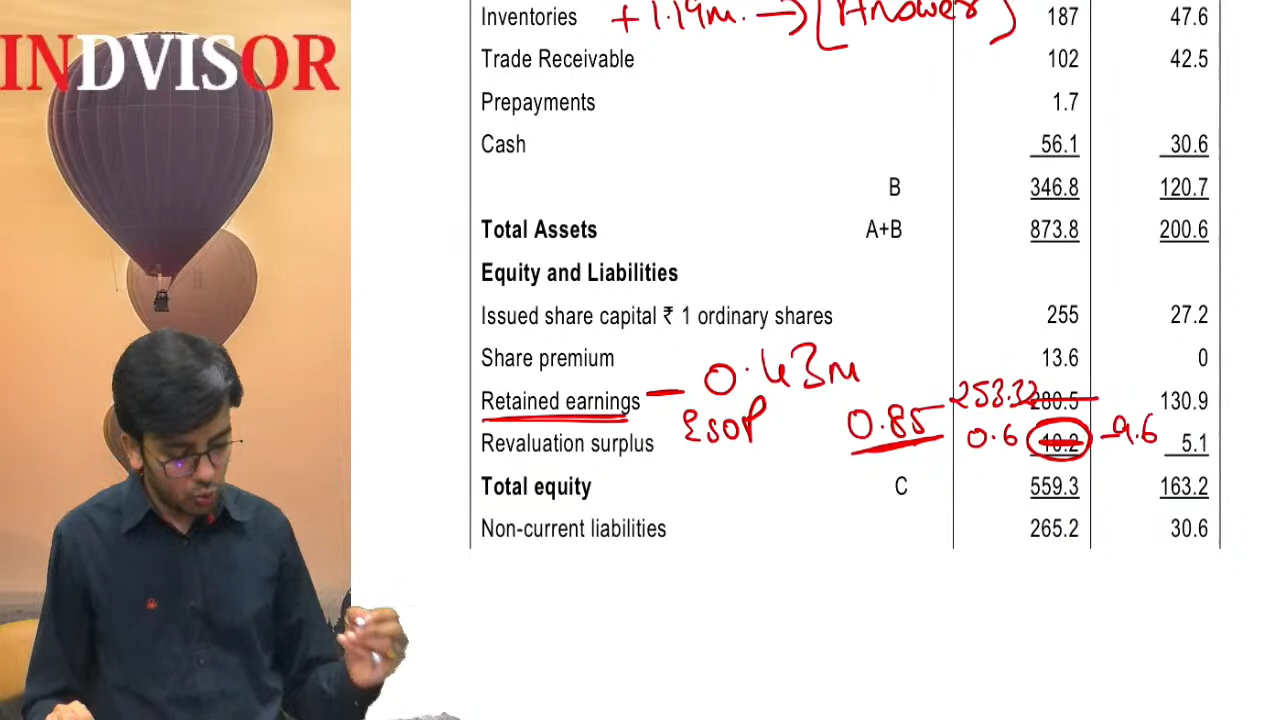 INDVISOR
Inventories +1.19m. → [Answer] 187 47.6
Trade Receivable 102 42.5
Prepayments 1.7
Cash 56.1 30.6
B 346.8 120.7
Total Assets A+B 873.8 200.6
Equity and Liabilities
Issued share capital ₹ 1 ordinary shares 255 27.2
Share premium 13.6 0
— 0.43m
Retained earnings 253.32 280.5 130.9
ESOP 0.85
Revaluation surplus 0.6 10.2 -9.6 5.1
Total equity C 559.3 163.2
Non-current liabilities 265.2 30.6